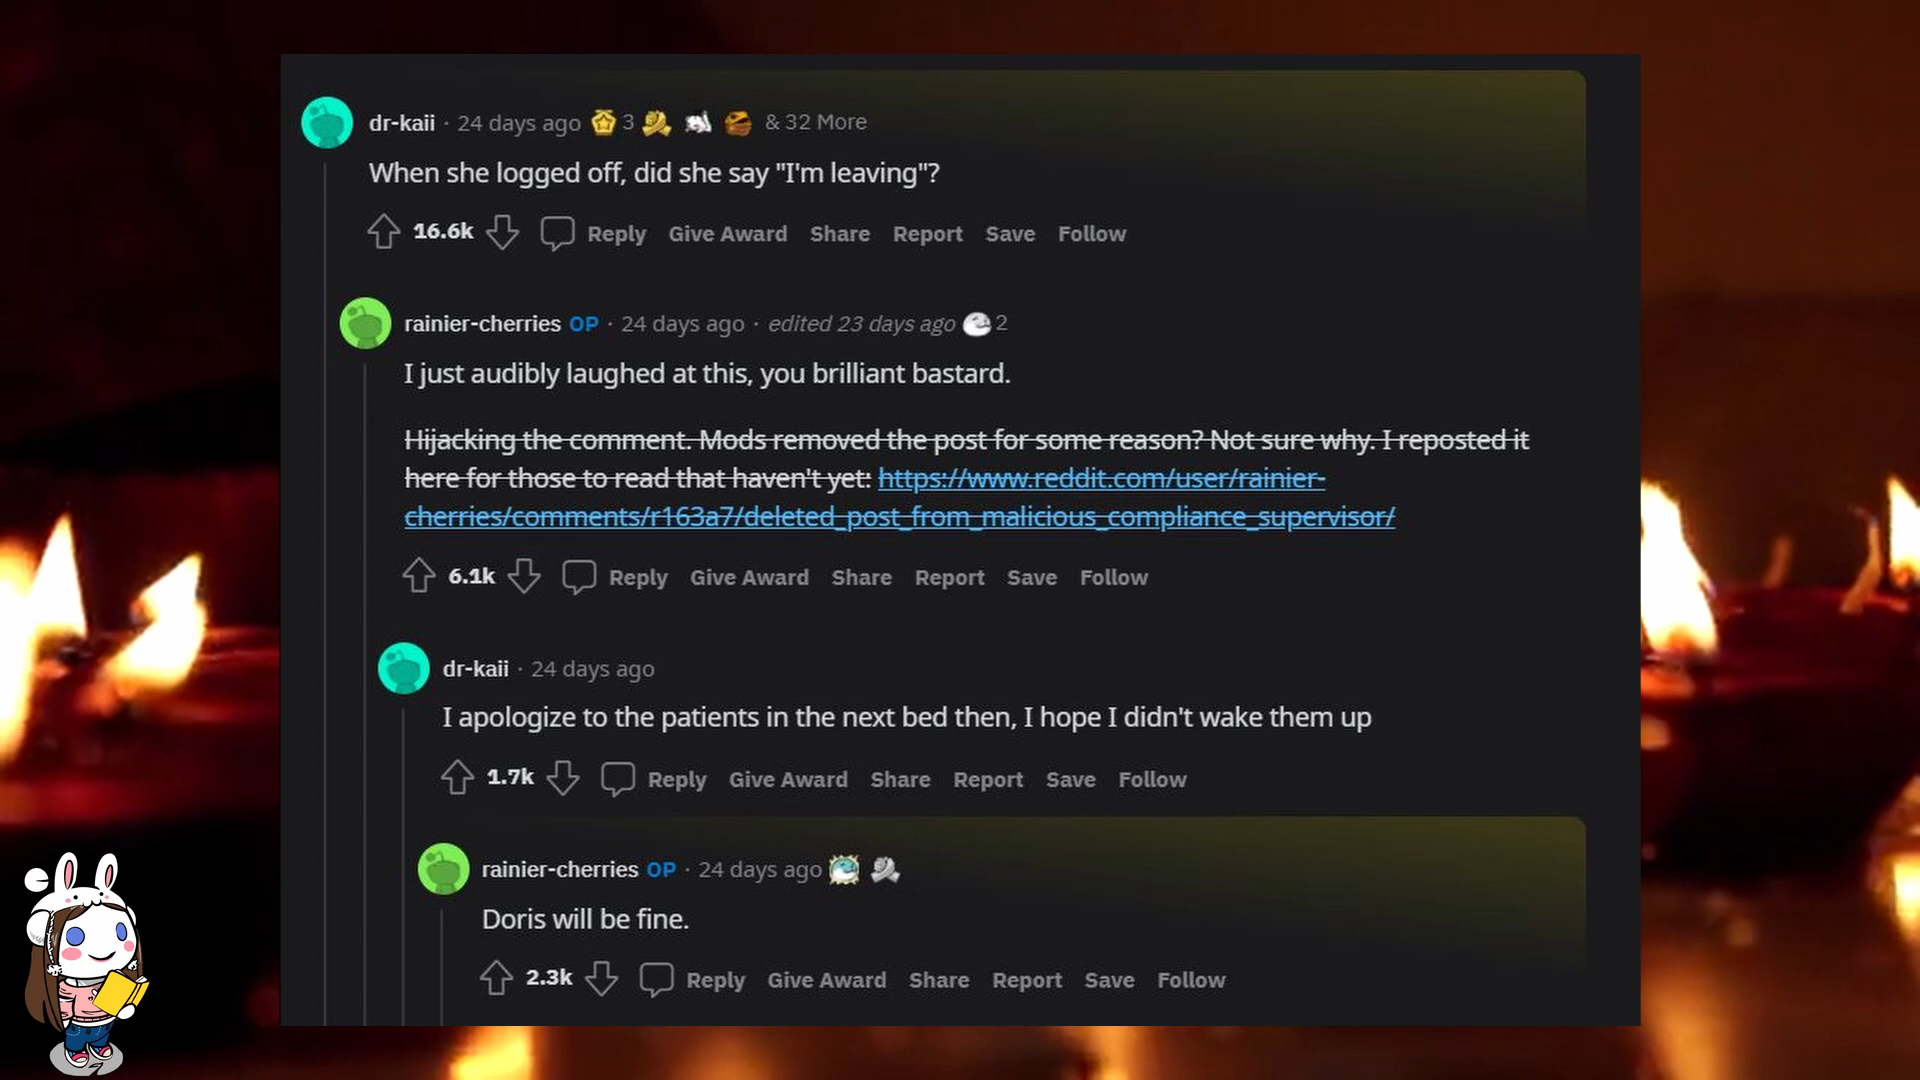 dr-kaii · 24 days ago 3 & 32 More
When she logged off, did she say "I'm leaving"?
16.6k Reply Give Award Share Report Save Follow
rainier-cherries OP · 24 days ago · edited 23 days ago 2
I just audibly laughed at this, you brilliant bastard.
Hijacking the comment. Mods removed the post for some reason? Not sure why. I reposted it
here for those to read that haven't yet: https://www.reddit.com/user/rainier-
cherries/comments/r163a7/deleted_post_from_malicious_compliance_supervisor/
6.1k Reply Give Award Share Report Save Follow
dr-kaii · 24 days ago
I apologize to the patients in the next bed then, I hope I didn't wake them up
1.7k Reply Give Award Share Report Save Follow
rainier-cherries OP · 24 days ago
Doris will be fine.
2.3k Reply Give Award Share Report Save Follow